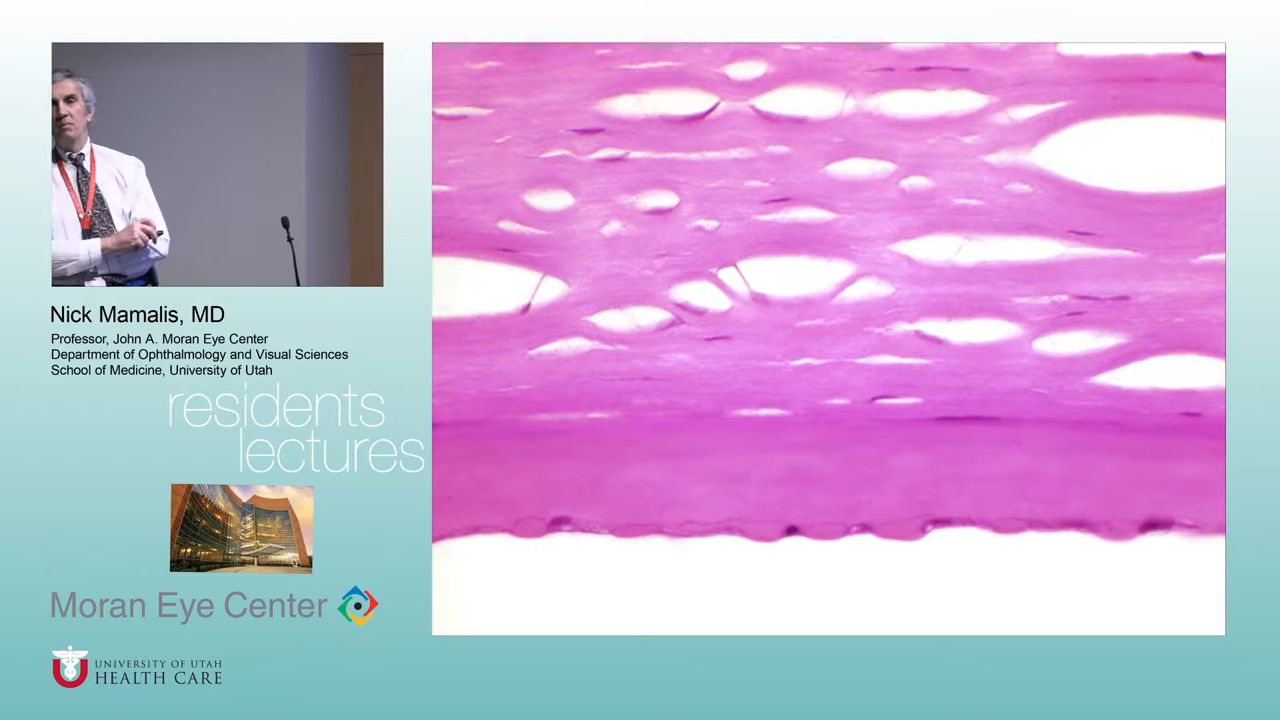 Nick Mamalis, MD
Professor, John A. Moran Eye Center
Department of Ophthalmology and Visual Sciences
School of Medicine, University of Utah
residents
lectures
Moran Eye Center
UNIVERSITY OF UTAH
HEALTH CARE